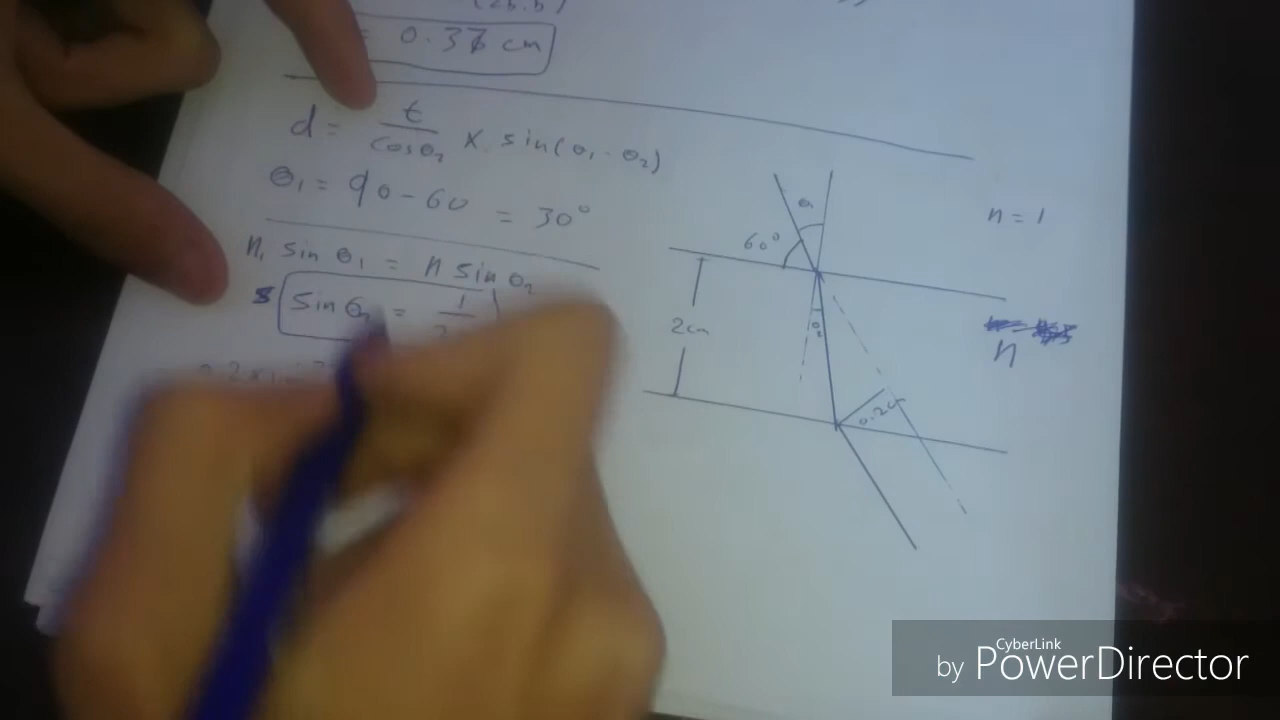 = 0.37 cm
d = t/cosθ₂ × sin(θ₁ - θ₂)
θ₁ = 90 - 60 = 30°
n₁ sin θ₁ = n sin θ₂
sin θ₂ = 1
θ₁
60°
n = 1
θ₂
2cm
n
0.2cm
CyberLink
by PowerDirector